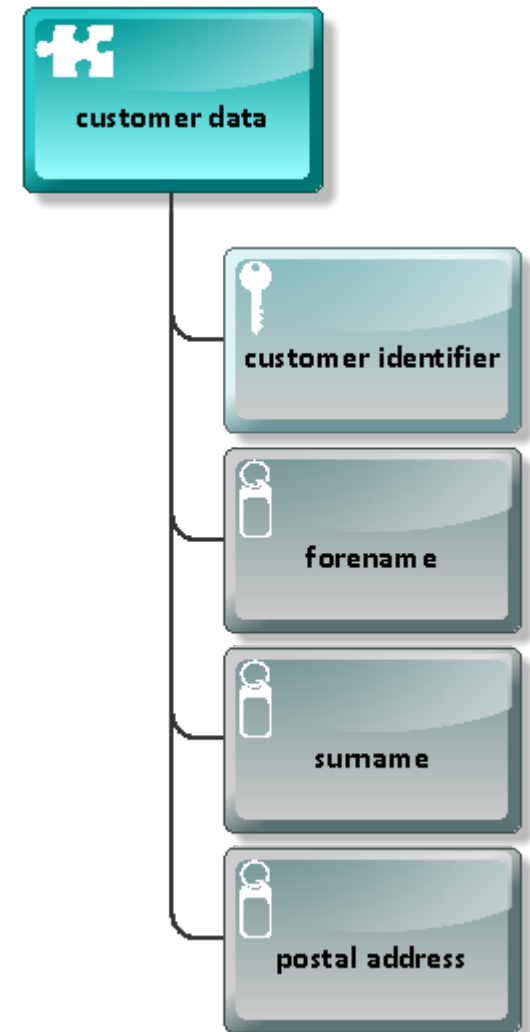 customer data
customer identifier
forename
surname
postal address